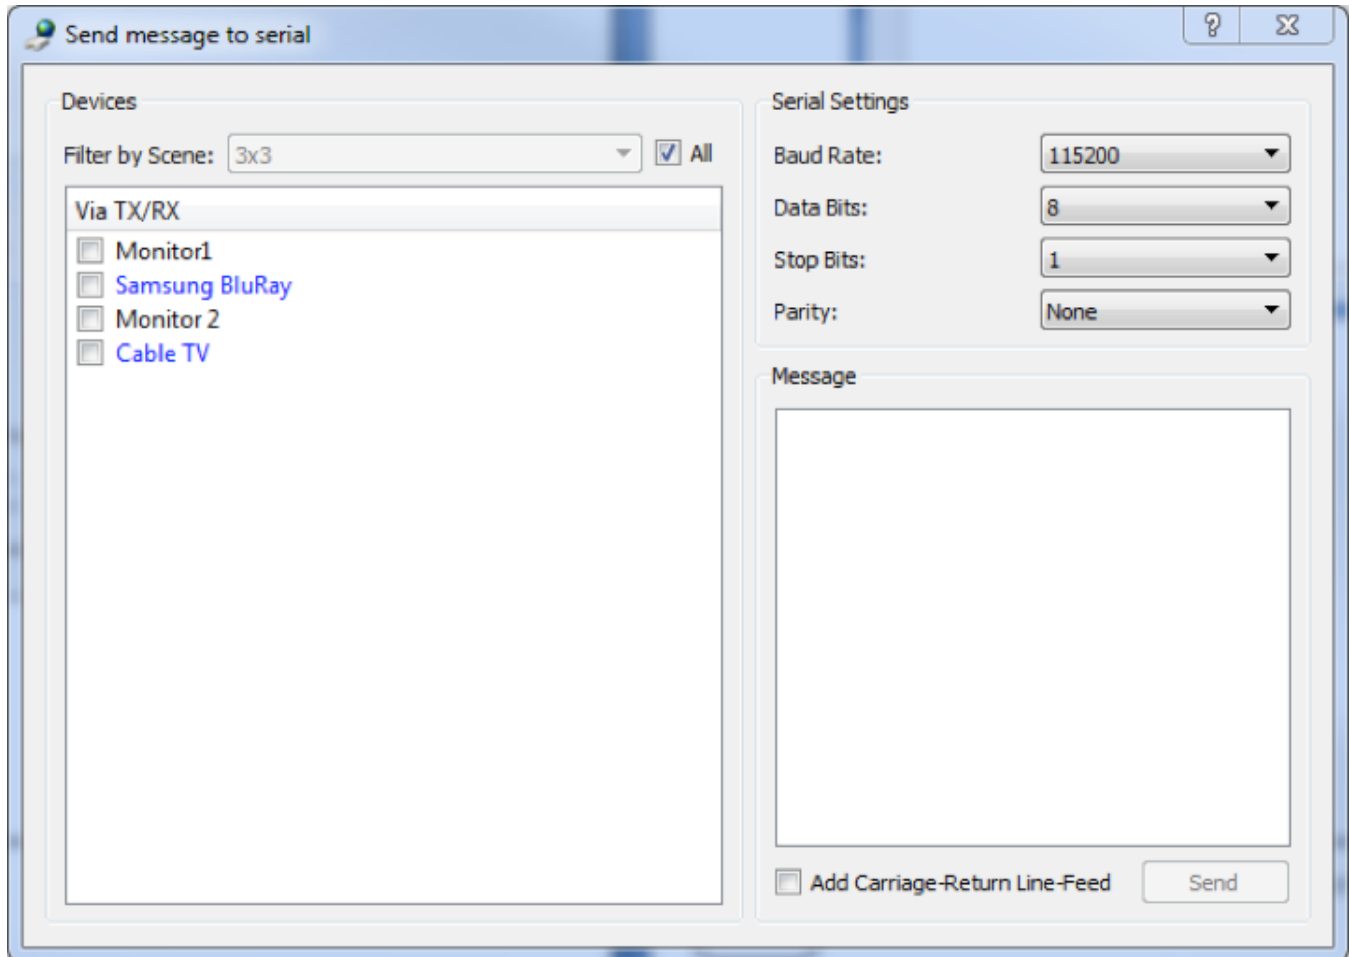 Send message to serial
Devices
Filter by Scene: 3x3 All
Via TX/RX
Monitor1
Samsung BluRay
Monitor 2
Cable TV
Serial Settings
Baud Rate: 115200
Data Bits: 8
Stop Bits: 1
Parity: None
Message
Add Carriage-Return Line-Feed Send